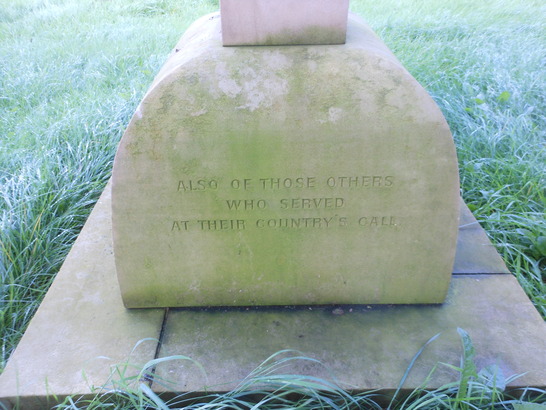 ALSO OF THOSE OTHERS
WHO SERVED
AT THEIR COUNTRY'S CALL